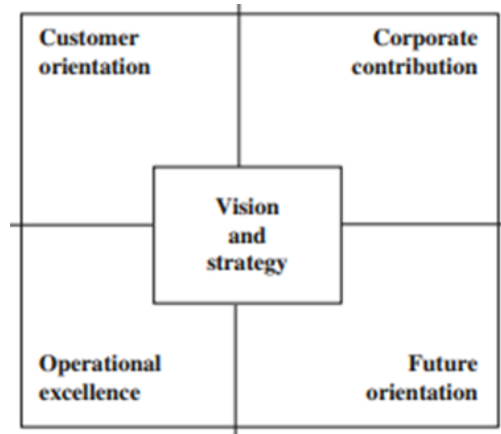 Customer
orientation
Corporate
contribution
Vision
and
strategy
Operational
excellence
Future
orientation